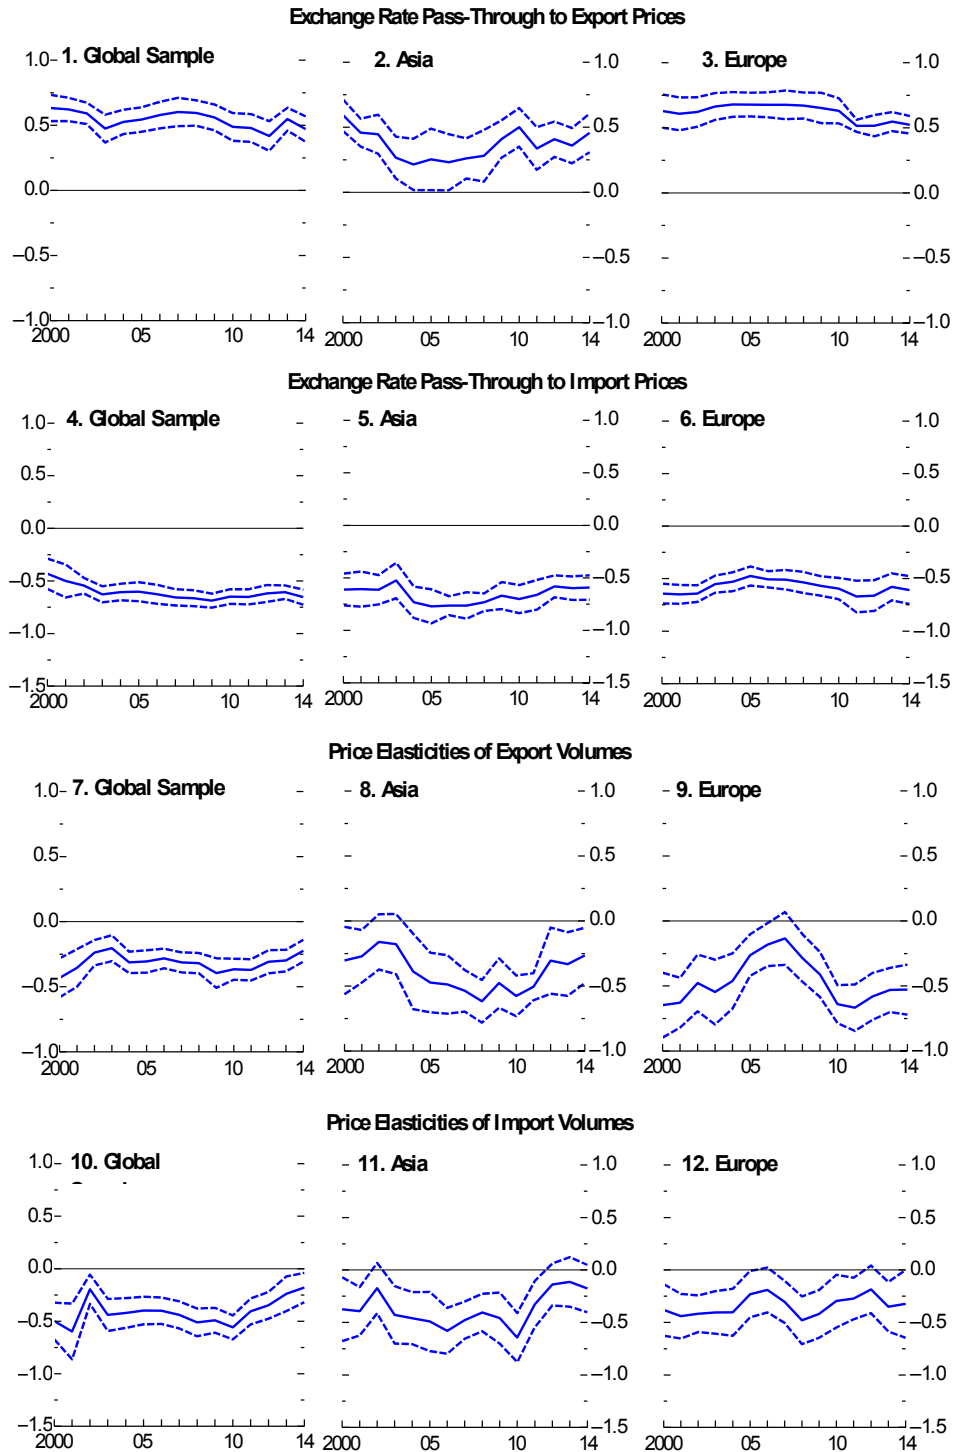 Exchange Rate Pass-Through to Export Prices
1. Global Sample
2. Asia
3. Europe
1.0
0.5
0.0
–0.5
–1.0
1.0
0.5
0.0
–0.5
–1.0
1.0
0.5
0.0
–0.5
–1.0
2000 05 10 14
2000 05 10 14
2000 05 10 14
Exchange Rate Pass-Through to Import Prices
4. Global Sample
5. Asia
6. Europe
1.0
0.5
0.0
–0.5
–1.0
–1.5
1.0
0.5
0.0
–0.5
–1.0
–1.5
1.0
0.5
0.0
–0.5
–1.0
–1.5
2000 05 10 14
2000 05 10 14
2000 05 10 14
Price Elasticities of Export Volumes
7. Global Sample
8. Asia
9. Europe
1.0
0.5
0.0
–0.5
–1.0
1.0
0.5
0.0
–0.5
–1.0
1.0
0.5
0.0
–0.5
–1.0
2000 05 10 14
2000 05 10 14
2000 05 10 14
Price Elasticities of Import Volumes
10. Global
11. Asia
12. Europe
1.0
0.5
0.0
–0.5
–1.0
–1.5
1.0
0.5
0.0
–0.5
–1.0
–1.5
1.0
0.5
0.0
–0.5
–1.0
–1.5
2000 05 10 14
2000 05 10 14
2000 05 10 14